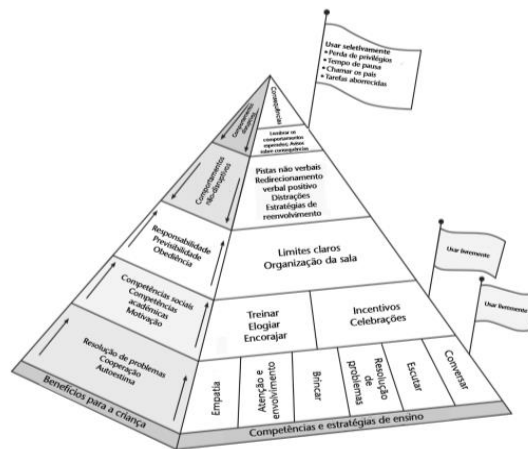 Usar seletivamente
• Perda de privilégios
• Tempo de pausa
• Chamar os pais
• Tarefas aborrecidas
Consequências
Lembrar os
comportamentos
esperados; Avisos
sobre consequências
Comportamentos
disruptivos
Pistas não verbais
Redirecionamento
verbal positivo
Distrações
Estratégias de
reenvolvimento
Comportamentos
não-disruptivos
Limites claros
Organização da sala
Responsabilidade
Previsibilidade
Obediência
Usar livremente
Treinar
Elogiar
Encorajar
Incentivos
Celebrações
Competências sociais
Competências
académicas
Motivação
Usar livremente
Empatia
Atenção e
envolvimento
Brincar
Resolução
de
problemas
Escutar
Conversar
Resolução de problemas
Cooperação
Autoestima
Benefícios para a criança
Competências e estratégias de ensino